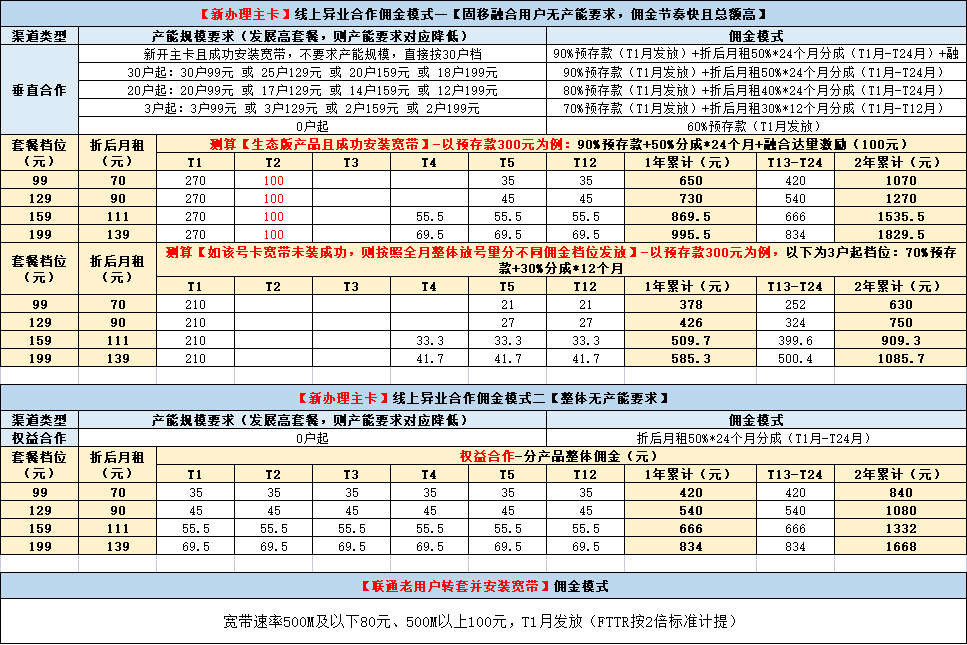 【新办理主卡】线上异业合作佣金模式一【固移融合用户无产能要求，佣金节奏快且总额高】
渠道类型 产能规模要求（发展高套餐，则产能要求对应降低） 佣金模式
垂直合作
新开主卡且成功安装宽带，不要求产能规模，直接按30户档 90%预存款（T1月发放）+折后月租50%*24个月分成（T1月-T24月）+融
30户起：30户99元 或 25户129元 或 20户159元 或 18户199元 90%预存款（T1月发放）+折后月租50%*24个月分成（T1月-T24月）
20户起：20户99元 或 17户129元 或 14户159元 或 12户199元 80%预存款（T1月发放）+折后月租40%*24个月分成（T1月-T24月）
3户起：3户99元 或 3户129元 或 2户159元 或 2户199元 70%预存款（T1月发放）+折后月租30%*12个月分成（T1月-T12月）
0户起 60%预存款（T1月发放）
套餐档位（元） 折后月租（元） 测算【生态版产品且成功安装宽带】-以预存款300元为例：90%预存款+50%分成*24个月+融合达量激励（100元）
T1 T2 T3 T4 T5 T12 1年累计（元） T13-T24 2年累计（元）
99 70 270 100 35 35 650 420 1070
129 90 270 100 45 45 730 540 1270
159 111 270 100 55.5 55.5 55.5 869.5 666 1535.5
199 139 270 100 69.5 69.5 69.5 995.5 834 1829.5
套餐档位（元） 折后月租（元） 测算【如该号卡宽带未装成功，则按照全月整体放号量分不同佣金档位发放】-以预存款300元为例，以下为3户起档位：70%预存
款+30%分成*12个月
T1 T2 T3 T4 T5 T12 1年累计（元） T13-T24 2年累计（元）
99 70 210 21 21 378 252 630
129 90 210 27 27 426 324 750
159 111 210 33.3 33.3 33.3 509.7 399.6 909.3
199 139 210 41.7 41.7 41.7 585.3 500.4 1085.7
【新办理主卡】线上异业合作佣金模式二【整体无产能要求】
渠道类型 产能规模要求（发展高套餐，则产能要求对应降低） 佣金模式
权益合作 0户起 折后月租50%*24个月分成（T1月-T24月）
套餐档位（元） 折后月租（元） 权益合作-分产品整体佣金（元）
T1 T2 T3 T4 T5 T12 1年累计（元） T13-T24 2年累计（元）
99 70 35 35 35 35 35 35 420 420 840
129 90 45 45 45 45 45 45 540 540 1080
159 111 55.5 55.5 55.5 55.5 55.5 55.5 666 666 1332
199 139 69.5 69.5 69.5 69.5 69.5 69.5 834 834 1668
【联通老用户转套并安装宽带】佣金模式
宽带速率500M及以下80元、500M以上100元，T1月发放（FTTR按2倍标准计提）